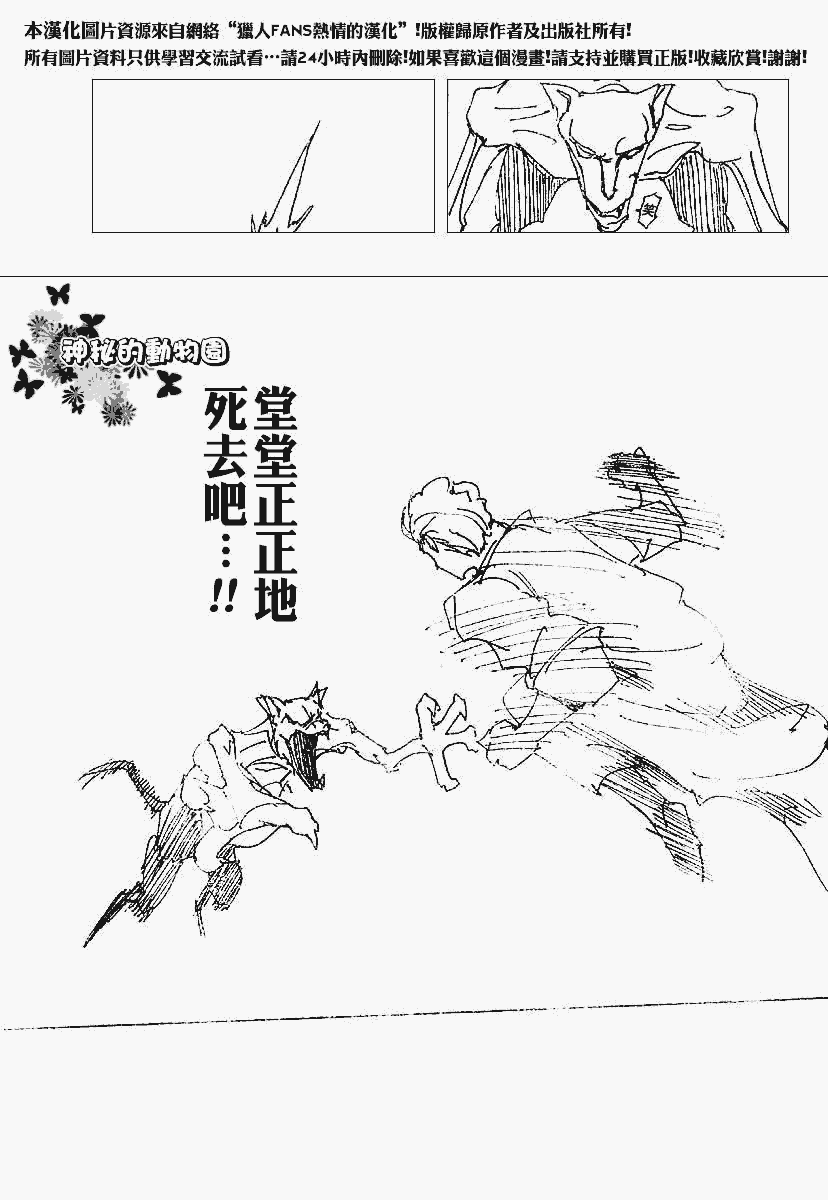 本漢化圖片資源來自網絡“獵人FANS熱情的漢化”!版權歸原作者及出版社所有!
所有圖片資料只供學習交流試看…請24小時內刪除!如果喜歡這個漫畫!請支持並購買正版!收藏欣賞!謝謝!
笑
神秘的動物園
堂堂正正地
死去吧…!!